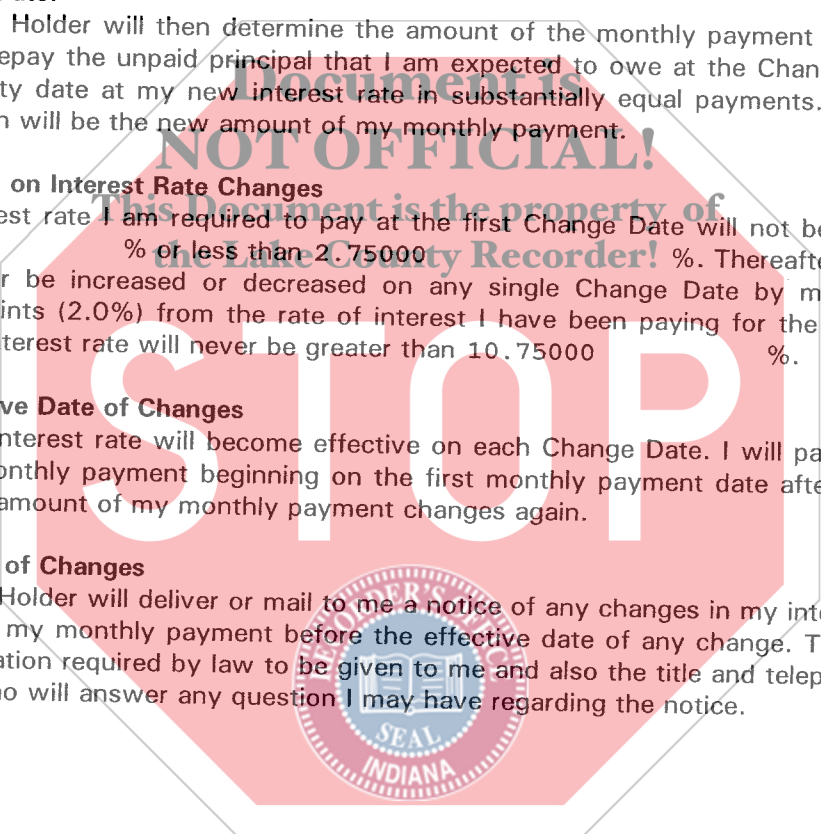 Holder will then determine the amount of the monthly payment
epay the unpaid principal that I am expected to owe at the Chan
ty date at my new interest rate in substantially equal payments.
n will be the new amount of my monthly payment.
Document is
NOT OFFICIAL!
This Document is the property of
the Lake County Recorder!
on Interest Rate Changes
est rate I am required to pay at the first Change Date will not be
% or less than 2.75000 %. Thereafte
r be increased or decreased on any single Change Date by m
ints (2.0%) from the rate of interest I have been paying for the
terest rate will never be greater than 10.75000 %.
STOP
ve Date of Changes
nterest rate will become effective on each Change Date. I will pa
onthly payment beginning on the first monthly payment date afte
amount of my monthly payment changes again.
of Changes
Holder will deliver or mail to me a notice of any changes in my inte
my monthly payment before the effective date of any change. T
ation required by law to be given to me and also the title and telep
o will answer any question I may have regarding the notice.
RECORDER'S OFFICE
SEAL
INDIANA